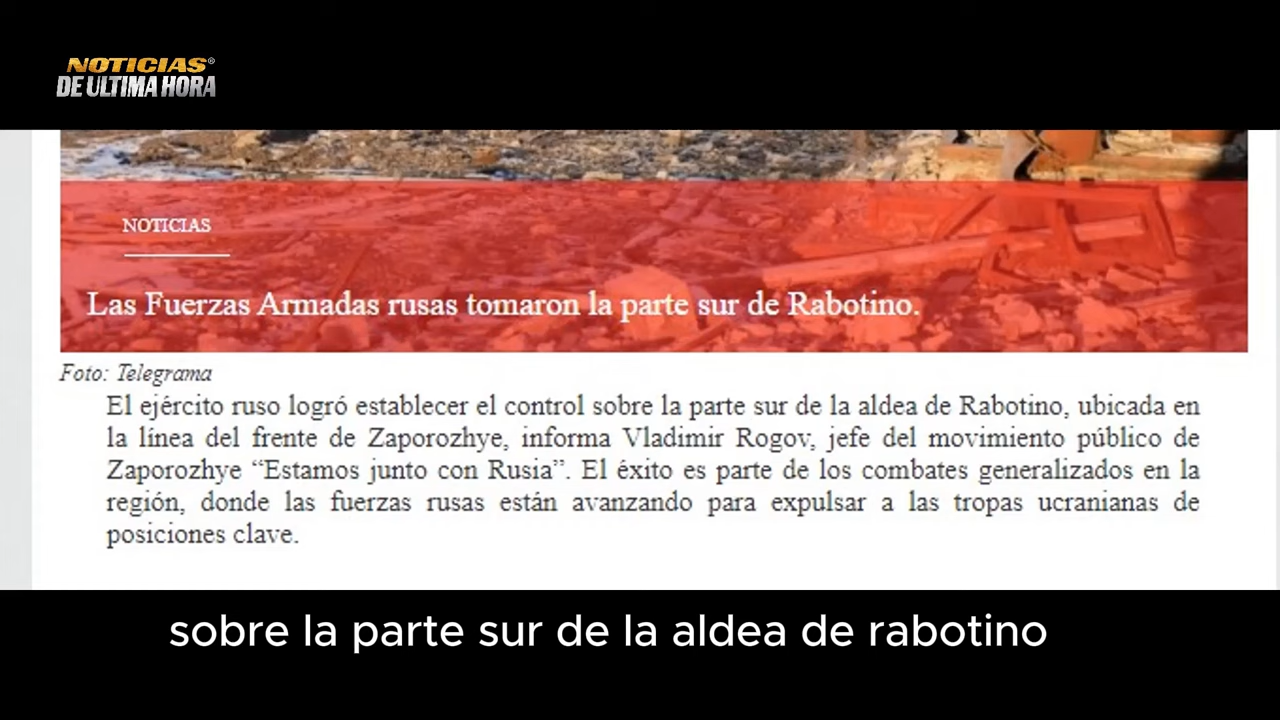 NOTICIAS®
DE ULTIMA HORA
NOTICIAS
Las Fuerzas Armadas rusas tomaron la parte sur de Rabotino.
Foto: Telegrama
El ejército ruso logró establecer el control sobre la parte sur de la aldea de Rabotino, ubicada en
la línea del frente de Zaporozhye, informa Vladimir Rogov, jefe del movimiento público de
Zaporozhye “Estamos junto con Rusia”. El éxito es parte de los combates generalizados en la
región, donde las fuerzas rusas están avanzando para expulsar a las tropas ucranianas de
posiciones clave.
sobre la parte sur de la aldea de rabotino